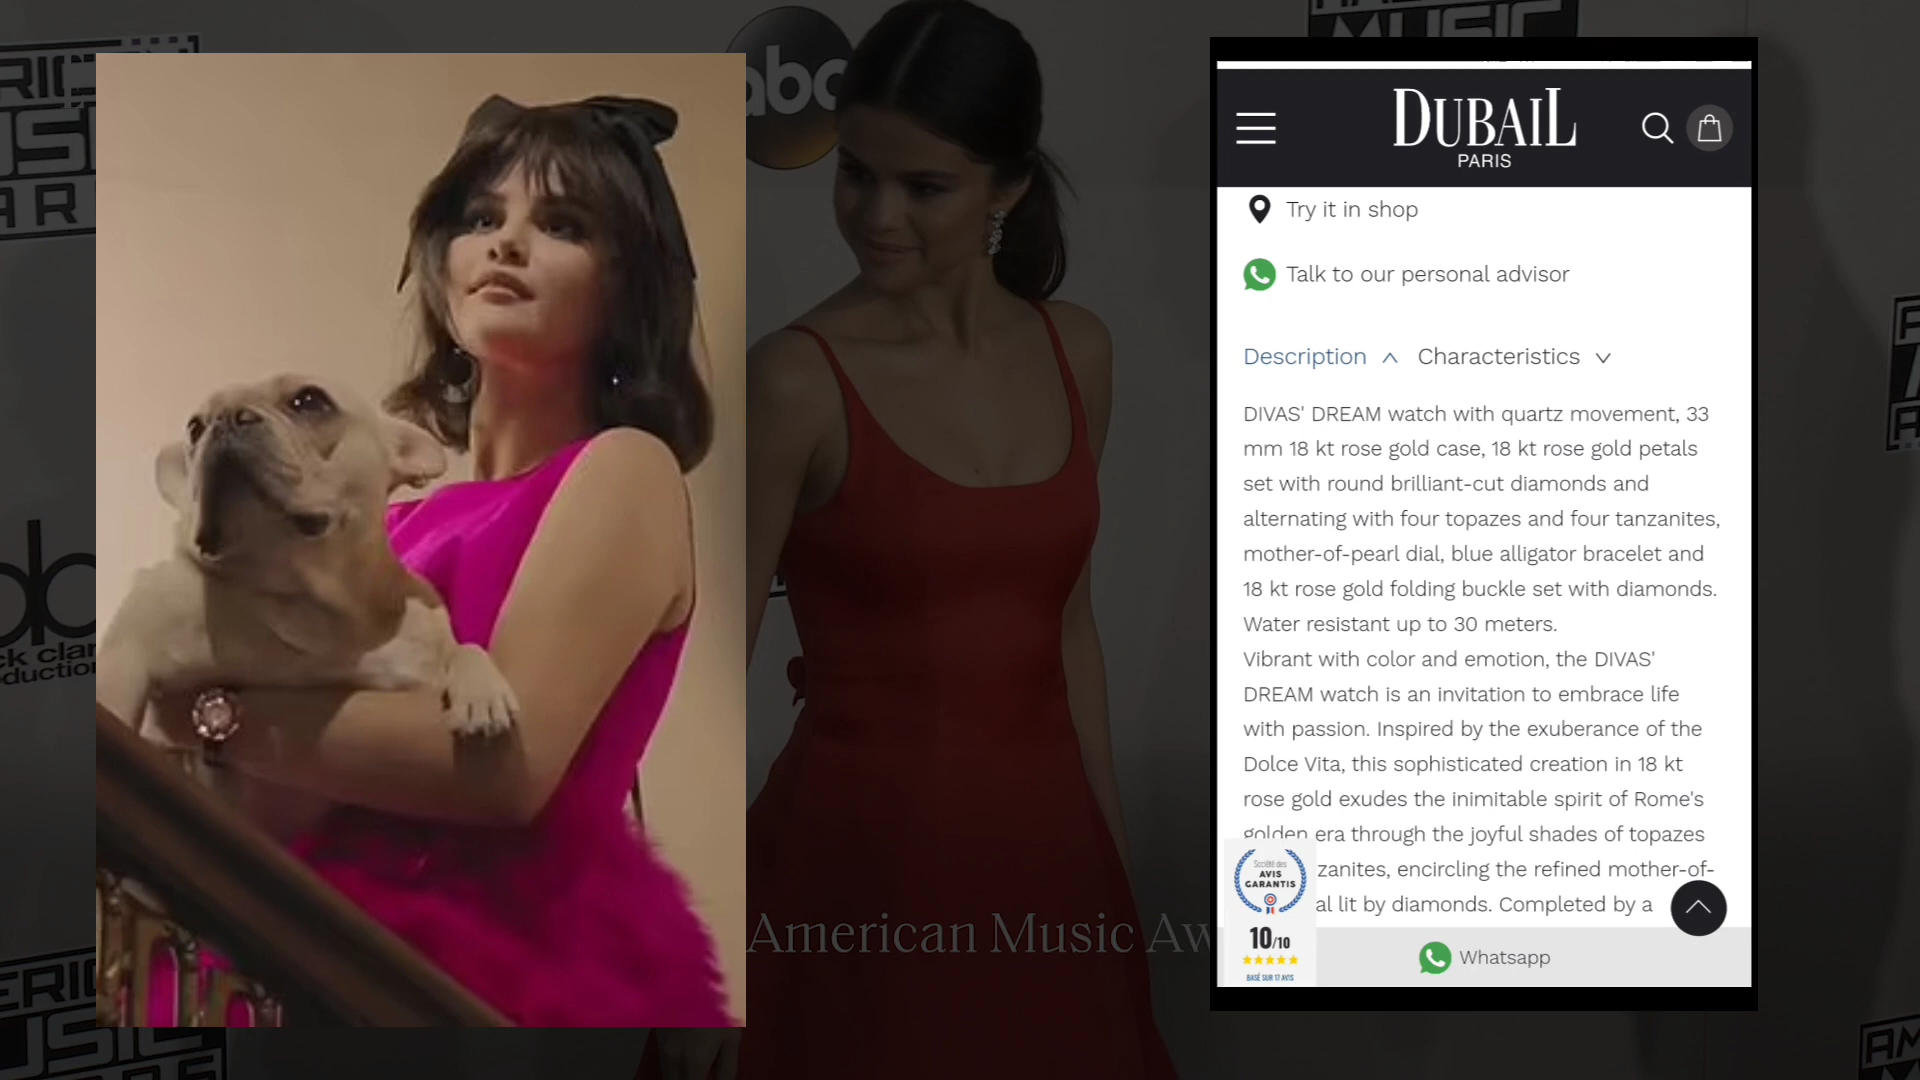 abc
MUSIC
DUBAIL
PARIS
Try it in shop
Talk to our personal advisor
Description Characteristics
DIVAS' DREAM watch with quartz movement, 33
mm 18 kt rose gold case, 18 kt rose gold petals
set with round brilliant-cut diamonds and
alternating with four topazes and four tanzanites,
mother-of-pearl dial, blue alligator bracelet and
18 kt rose gold folding buckle set with diamonds.
Water resistant up to 30 meters.
Vibrant with color and emotion, the DIVAS'
DREAM watch is an invitation to embrace life
with passion. Inspired by the exuberance of the
Dolce Vita, this sophisticated creation in 18 kt
rose gold exudes the inimitable spirit of Rome's
golden era through the joyful shades of topazes
zanites, encircling the refined mother-of-
al lit by diamonds. Completed by a
Société des
AVIS
GARANTIS
10/10
BASÉ SUR 17 AVIS
Whatsapp
American Music Aw